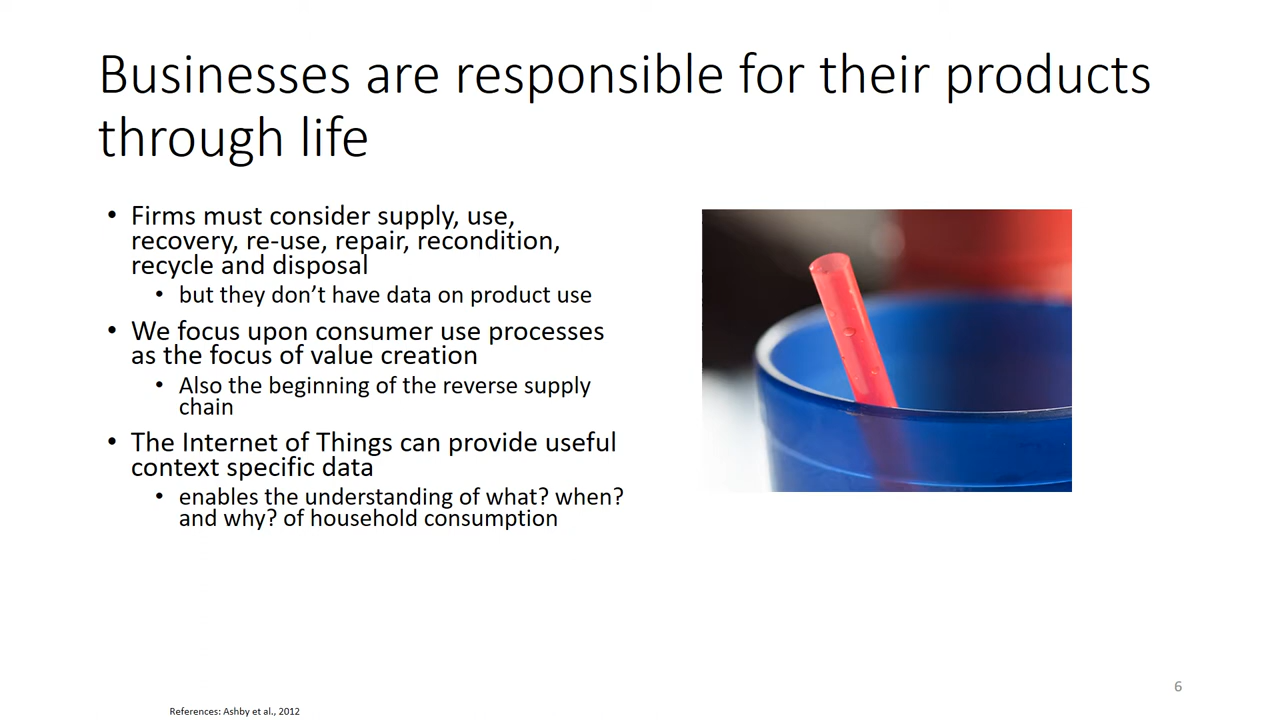 Businesses are responsible for their products
through life
• Firms must consider supply, use,
recovery, re-use, repair, recondition,
recycle and disposal
• but they don’t have data on product use
• We focus upon consumer use processes
as the focus of value creation
• Also the beginning of the reverse supply
chain
• The Internet of Things can provide useful
context specific data
• enables the understanding of what? when?
and why? of household consumption
6
References: Ashby et al., 2012